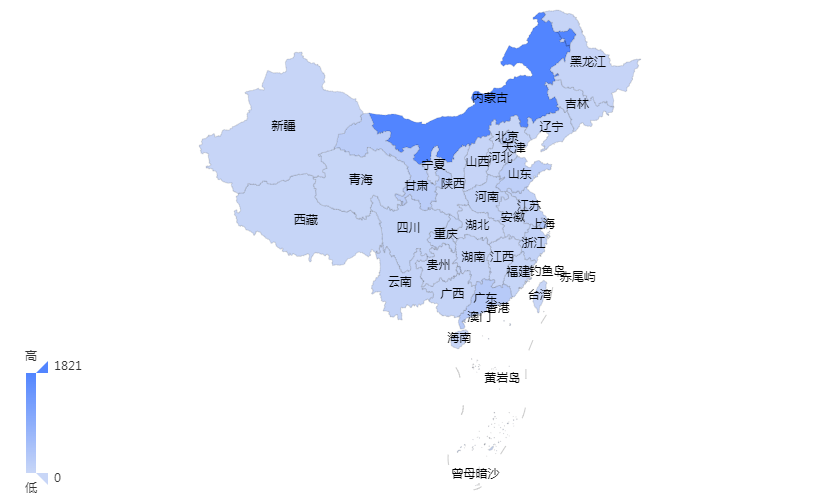 黑龙江
内蒙古
吉林
新疆
辽宁
北京
天津
河北
山西
宁夏
山东
青海
甘肃
陕西
河南
江苏
安徽
西藏
上海
四川
湖北
重庆
浙江
湖南
江西
贵州
福建
钓鱼岛
赤尾屿
云南
广西
广东
台湾
香港
澳门
海南
高
1821
黄岩岛
曾母暗沙
0
低